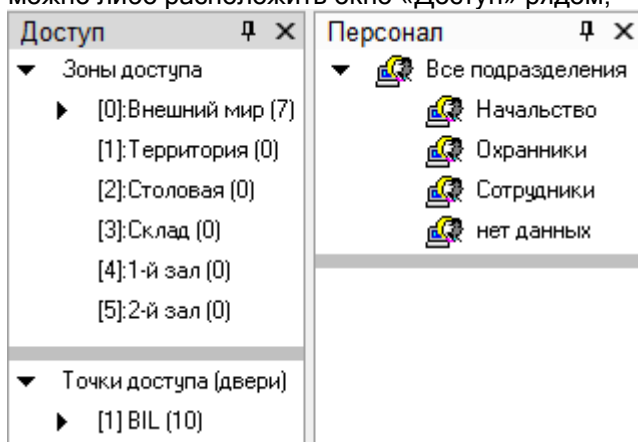 можно либо расположить окно «Доступ» рядом,
Доступ
Зоны доступа
[0]:Внешний мир (7)
[1]:Территория (0)
[2]:Столовая (0)
[3]:Склад (0)
[4]:1-й зал (0)
[5]:2-й зал (0)
Точки доступа (двери)
[1] BIL (10)
Персонал
Все подразделения
Начальство
Охранники
Сотрудники
нет данных